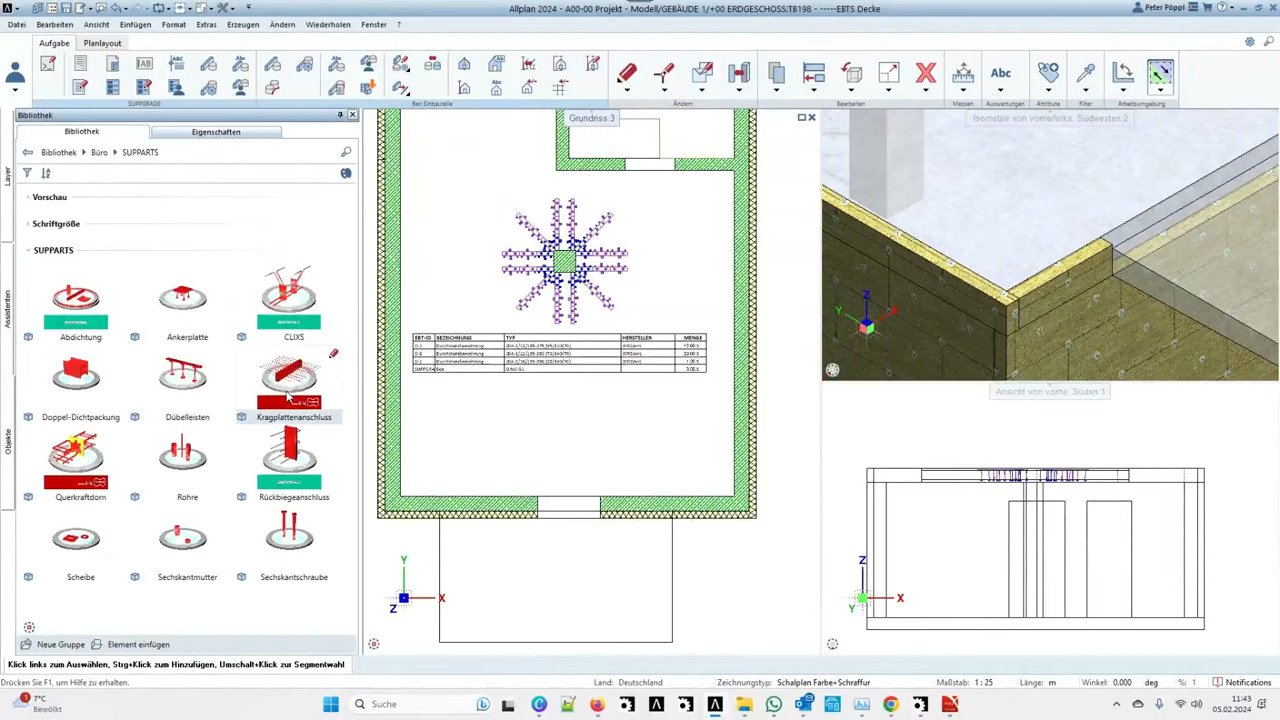 Allplan 2024 - A00-00 Projekt - Modell/GEBÄUDE 1/+00 ERDGESCHOSS:TB198 - -----EBTS Decke
Peter Pöppl
Datei Bearbeiten Ansicht Einfügen Format Extras Erzeugen Ändern Wiederholen Fenster ?
Aufgabe Planlayout
Abc
SUPPGRADE Ben.Einbauteile Ändern Bearbeiten Messen Auswertungen Attribute Filter Arbeitsumgebung
Bibliothek
Bibliothek Eigenschaften
Bibliothek Büro SUPPARTS
Vorschau
Schriftgröße
SUPPARTS
Abdichtung Ankerplatte CLIXS
Doppel-Dichtpackung Dübelleisten Kragplattenanschluss
Querkraftdorn Rohre Rückbiegeanschluss
Scheibe Sechskantmutter Sechskantschraube
Neue Gruppe Element einfügen
Grundriss:3
EBT-ID BEZEICHNUNG TYP HERSTELLER MENGE
Y
Z X
Isometrie von vorne/links, Südwesten:2
Z
Y X
Ansicht von vorne, Süden:1
Z
Y X
Klick links zum Auswählen, Strg+Klick zum Hinzufügen, Umschalt+Klick zur Segmentwahl
Drücken Sie F1, um Hilfe zu erhalten.
Land: Deutschland Zeichnungstyp: Schalplan Farbe+Schraffur Maßstab: 1 : 25 Länge: m Winkel: 0.000 deg %: 1 Notifications
Layer
Assistenten
Objekte
7°C
Bewölkt
Suche
11:43
05.02.2024